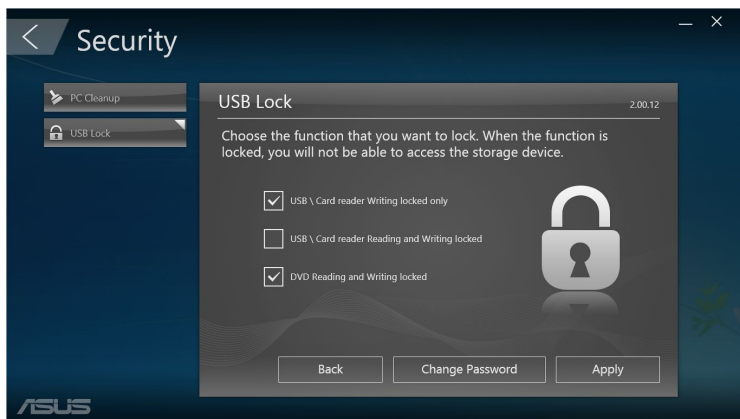 Security
PC Cleanup
USB Lock
USB Lock
2.00.12
Choose the function that you want to lock. When the function is
locked, you will not be able to access the storage device.
USB \ Card reader Writing locked only
USB \ Card reader Reading and Writing locked
DVD Reading and Writing locked
Back
Change Password
Apply
ASUS